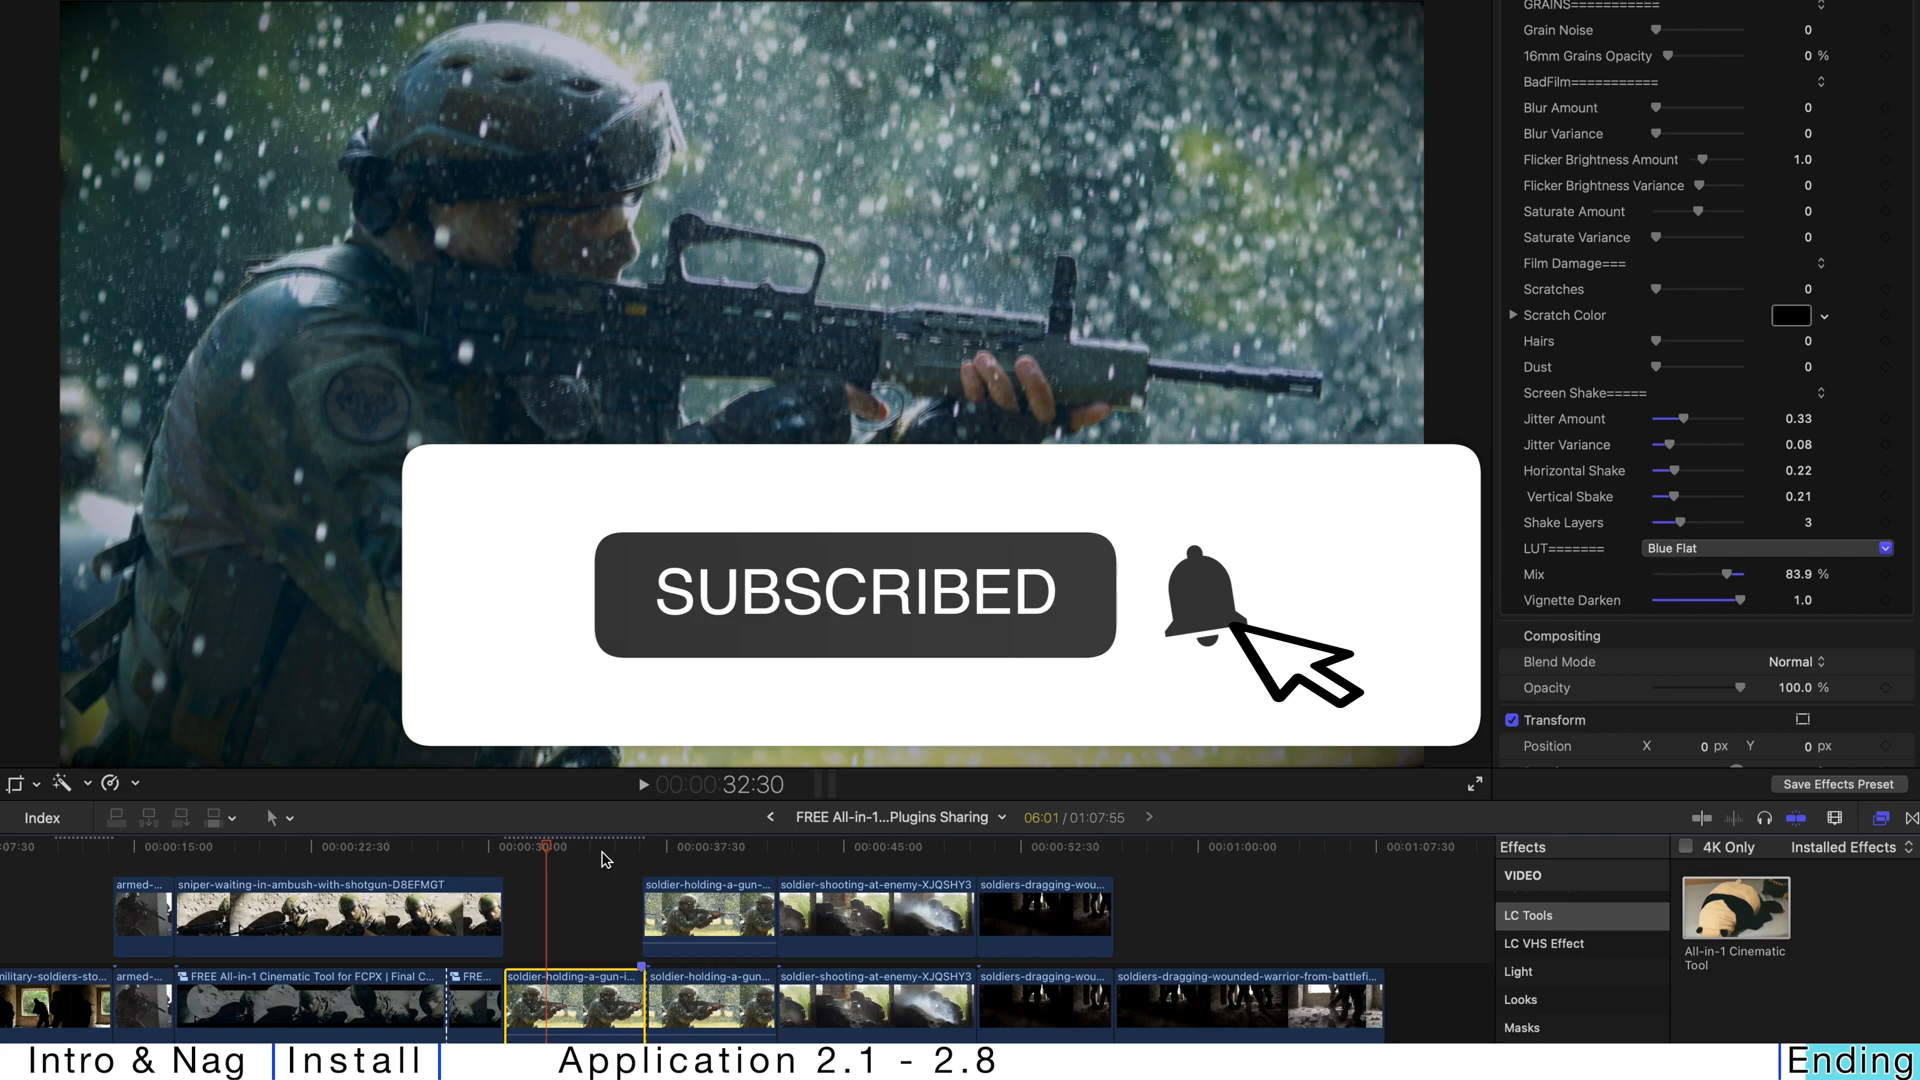 GRAINS===========
Grain Noise 0
16mm Grains Opacity 0 %
BadFilm===========
Blur Amount 0
Blur Variance 0
Flicker Brightness Amount 1.0
Flicker Brightness Variance 0
Saturate Amount 0
Saturate Variance 0
Film Damage===
Scratches 0
Scratch Color
Hairs 0
Dust 0
Screen Shake=====
Jitter Amount 0.33
Jitter Variance 0.08
Horizontal Shake 0.22
Vertical Sbake 0.21
Shake Layers 3
LUT======= Blue Flat
Mix 83.9 %
Vignette Darken 1.0
Compositing
Blend Mode Normal
Opacity 100.0 %
Transform
Position X 0 px Y 0 px
Save Effects Preset
SUBSCRIBED
00:00:32:30
Index
FREE All-in-1...Plugins Sharing 06:01 / 01:07:55
:07:30 00:00:15:00 00:00:22:30 00:00:30:00 00:00:37:30 00:00:45:00 00:00:52:30 00:01:00:00 00:01:07:30
armed-... sniper-waiting-in-ambush-with-shotgun-D8EFMGT soldier-holding-a-gun-... soldier-shooting-at-enemy-XJQSHY3 soldiers-dragging-wou...
military-soldiers-sto... armed-... FREE All-in-1 Cinematic Tool for FCPX | Final C... FREE... soldier-holding-a-gun-i... soldier-holding-a-gun... soldier-shooting-at-enemy-XJQSHY3 soldiers-dragging-wou... soldiers-dragging-wounded-warrior-from-battlefi...
Effects 4K Only Installed Effects
VIDEO
LC Tools
LC VHS Effect
Light
Looks
Masks
All-in-1 Cinematic
Tool
Intro & Nag Install Application 2.1 - 2.8 Ending